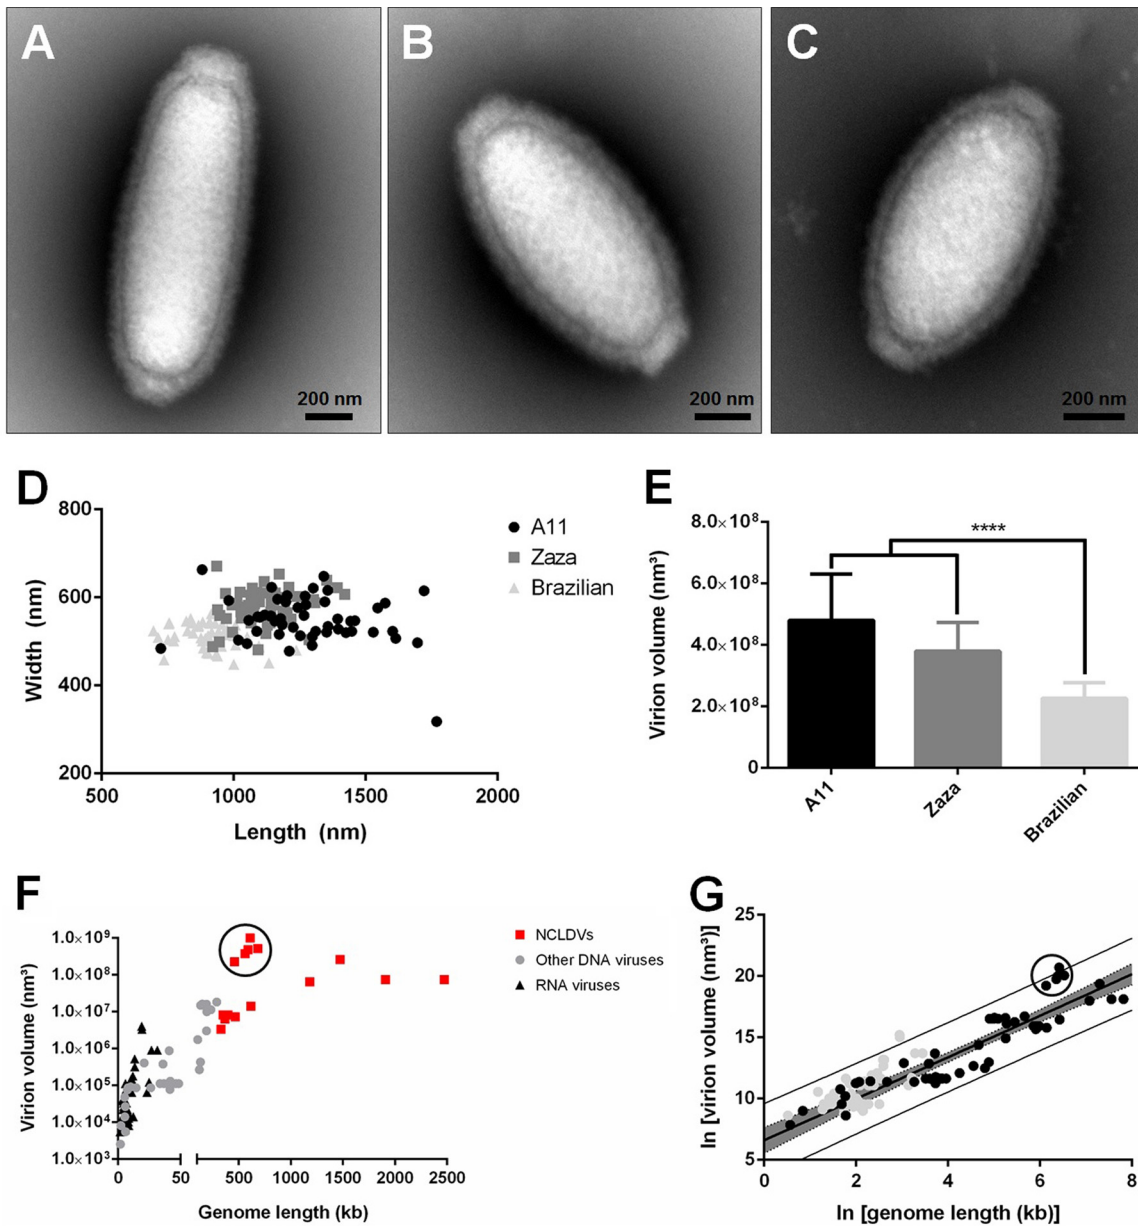 A
B
C
200 nm
200 nm
200 nm
D
800
600
400
200
Width (nm)
500
1000
1500
2000
Length (nm)
A11
Zaza
Brazilian
E
8.0×10⁸
6.0×10⁸
4.0×10⁸
2.0×10⁸
0
Virion volume (nm³)
****
A11
Zaza
Brazilian
F
1.0×10⁹
1.0×10⁸
1.0×10⁷
1.0×10⁶
1.0×10⁵
1.0×10⁴
1.0×10³
Virion volume (nm³)
0
50
500
1000
1500
2000
2500
Genome length (kb)
NCLDVs
Other DNA viruses
RNA viruses
G
25
20
15
10
5
ln [virion volume (nm³)]
0
2
4
6
8
ln [genome length (kb)]